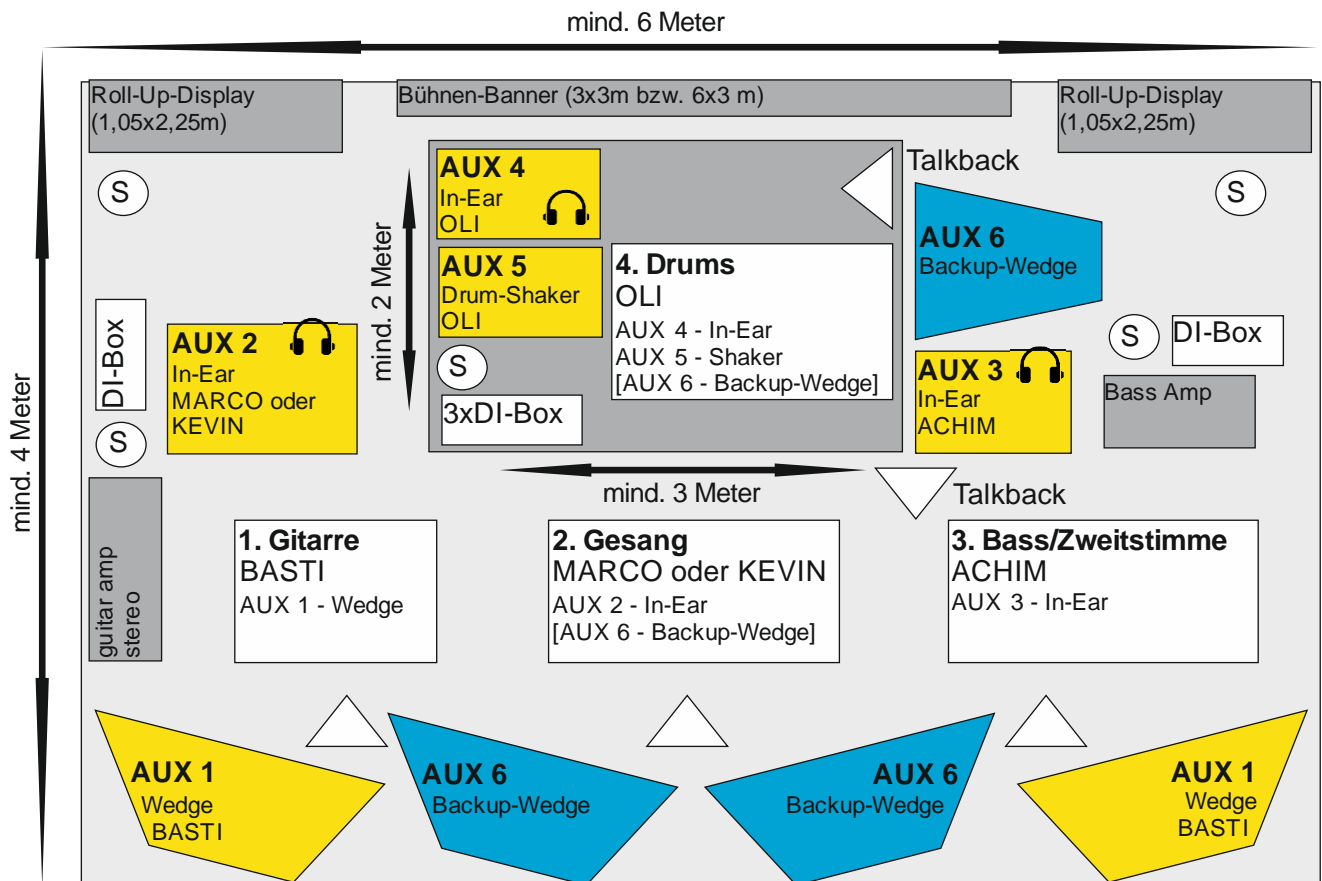 mind. 6 Meter
mind. 4 Meter
Roll-Up-Display
(1,05x2,25m)
Bühnen-Banner (3x3m bzw. 6x3 m)
Roll-Up-Display
(1,05x2,25m)
S
mind. 2 Meter
AUX 4
In-Ear
OLI
Talkback
S
AUX 5
Drum-Shaker
OLI
4. Drums
OLI
AUX 4 - In-Ear
AUX 5 - Shaker
[AUX 6 - Backup-Wedge]
AUX 6
Backup-Wedge
DI-Box
AUX 2
In-Ear
MARCO oder
KEVIN
S
3xDI-Box
AUX 3
In-Ear
ACHIM
S
DI-Box
Bass Amp
S
mind. 3 Meter
Talkback
guitar amp
stereo
1. Gitarre
BASTI
AUX 1 - Wedge
2. Gesang
MARCO oder KEVIN
AUX 2 - In-Ear
[AUX 6 - Backup-Wedge]
3. Bass/Zweitstimme
ACHIM
AUX 3 - In-Ear
AUX 1
Wedge
BASTI
AUX 6
Backup-Wedge
AUX 6
Backup-Wedge
AUX 1
Wedge
BASTI